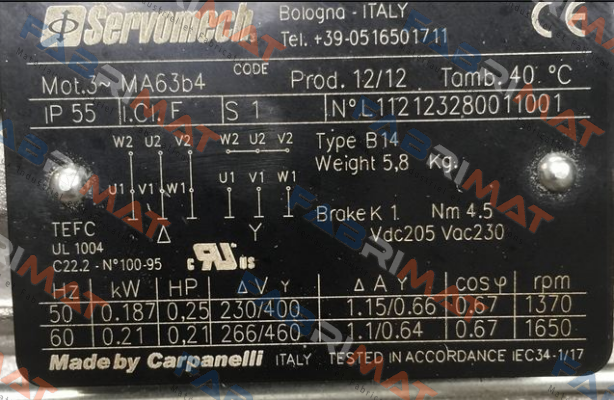 Servomech.
Bologna - ITALY
CE
Tel. +39-0516501711
CODE
Mot.3~ MA63b4 Prod. 12/12 Tamb. 40 °C
IP 55 I.Cl. F S 1 N°L112123280011001
W2 U2 V2 W2 U2 V2
Type B14
Weight 5,8 Kg.
U1 V1 W1 U1 V1 W1
Brake K 1. Nm 4.5
TEFC Δ Y Vdc205 Vac230
UL 1004
C22.2 - N°100-95
c RU us
Hz kW HP Δ V Y Δ A Y cosφ rpm
50 0.187 0,25 230/400 1.15/0.66 0.67 1370
60 0.21 0,21 266/460 1.1/0.64 0.67 1650
Made by Carpanelli ITALY TESTED IN ACCORDANCE IEC34-1/17
FABRIMAT